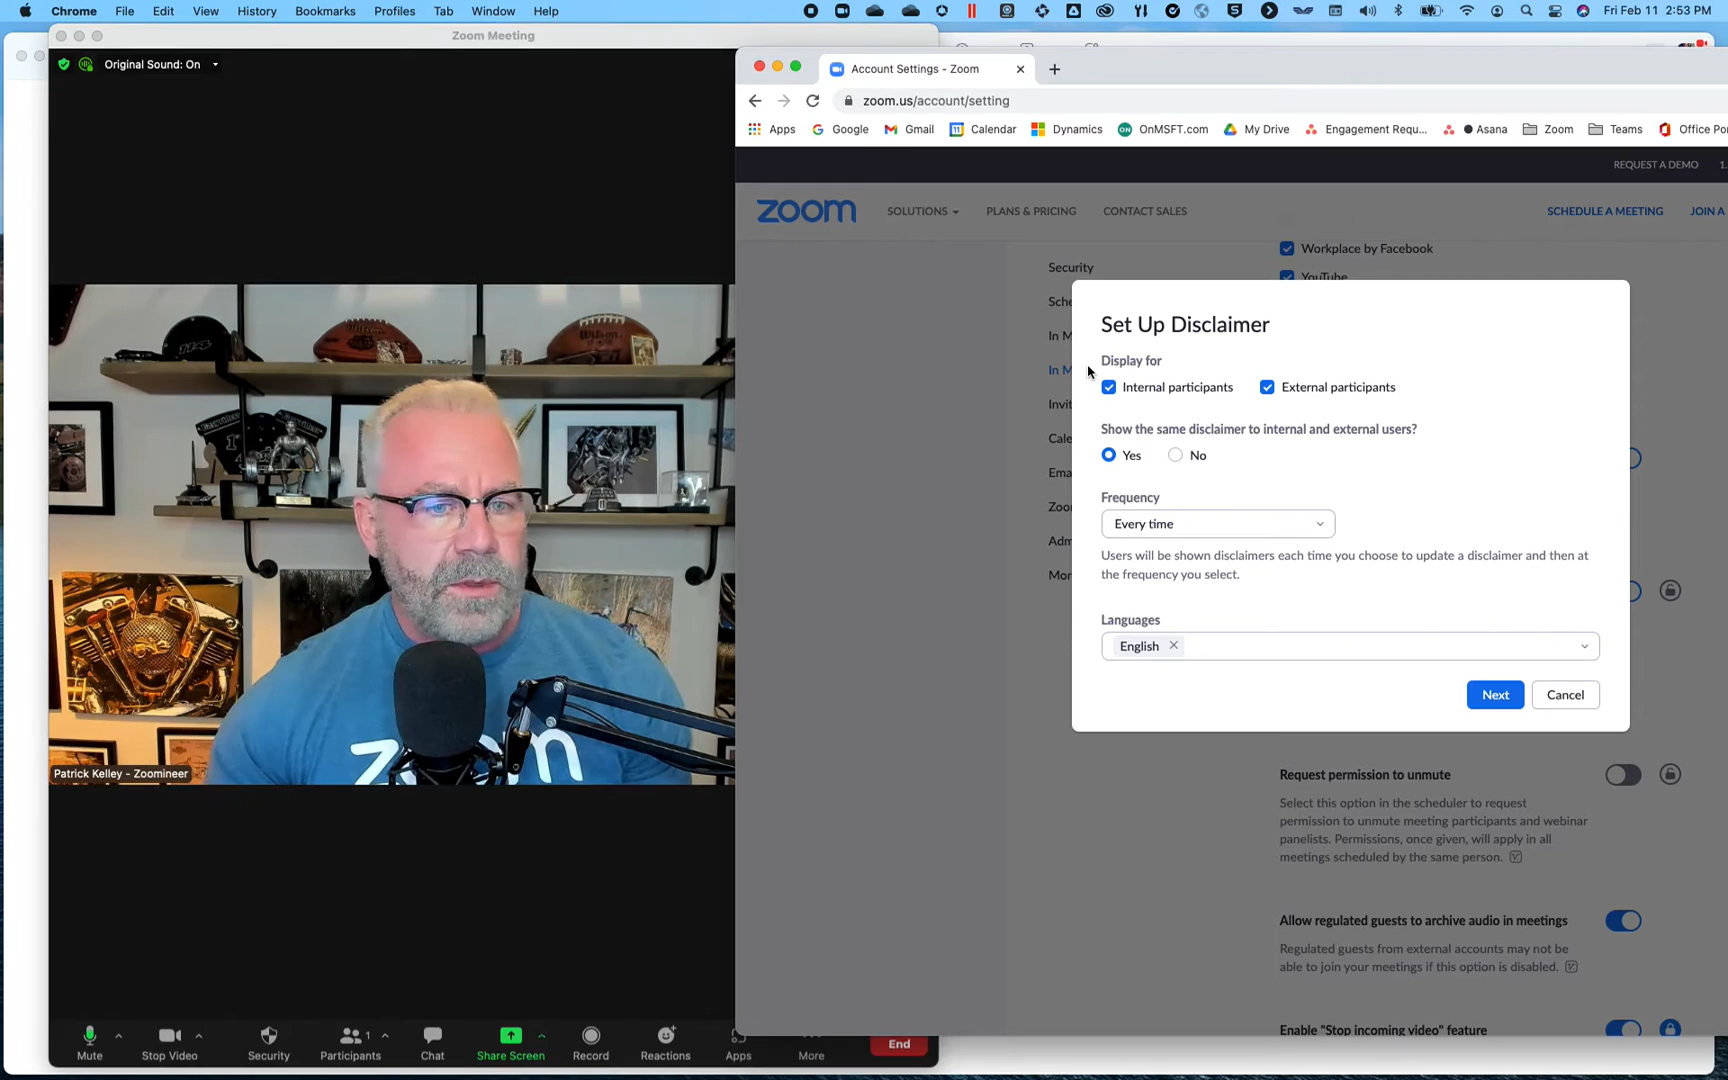 Chrome File Edit View History Bookmarks Profiles Tab Window Help Fri Feb 11 2:53 PM
Zoom Meeting
Original Sound: On
Account Settings - Zoom
zoom.us/account/setting
Apps Google Gmail Calendar Dynamics OnMSFT.com My Drive Engagement Requ... Asana Zoom Teams Office Por
REQUEST A DEMO 1.
zoom SOLUTIONS PLANS & PRICING CONTACT SALES SCHEDULE A MEETING JOIN A
Workplace by Facebook
Security
YouTube
Sche
In M
In M
Invit
Cale
Ema
Zoo
Adm
Mor
Set Up Disclaimer
Display for
Internal participants External participants
Show the same disclaimer to internal and external users?
Yes No
Frequency
Every time
Users will be shown disclaimers each time you choose to update a disclaimer and then at
the frequency you select.
Languages
English
Next Cancel
Request permission to unmute
Select this option in the scheduler to request
permission to unmute meeting participants and webinar
panelists. Permissions, once given, will apply in all
meetings scheduled by the same person.
Allow regulated guests to archive audio in meetings
Regulated guests from external accounts may not be
able to join your meetings if this option is disabled.
Enable "Stop incoming video" feature
114
zoom
Patrick Kelley - Zoomineer
1
Mute Stop Video Security Participants Chat Share Screen Record Reactions Apps More End